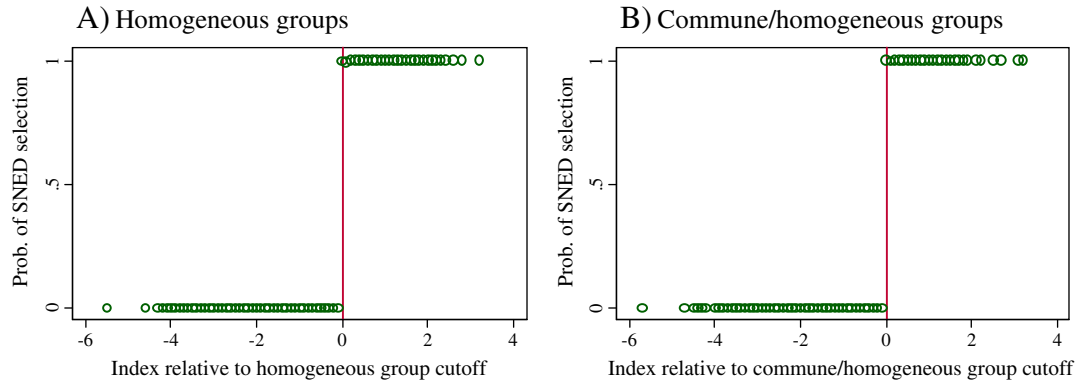 A) Homogeneous groups
Prob. of SNED selection
1
.5
0
-6 -4 -2 0 2 4
Index relative to homogeneous group cutoff
B) Commune/homogeneous groups
Prob. of SNED selection
1
.5
0
-6 -4 -2 0 2 4
Index relative to commune/homogeneous group cutoff